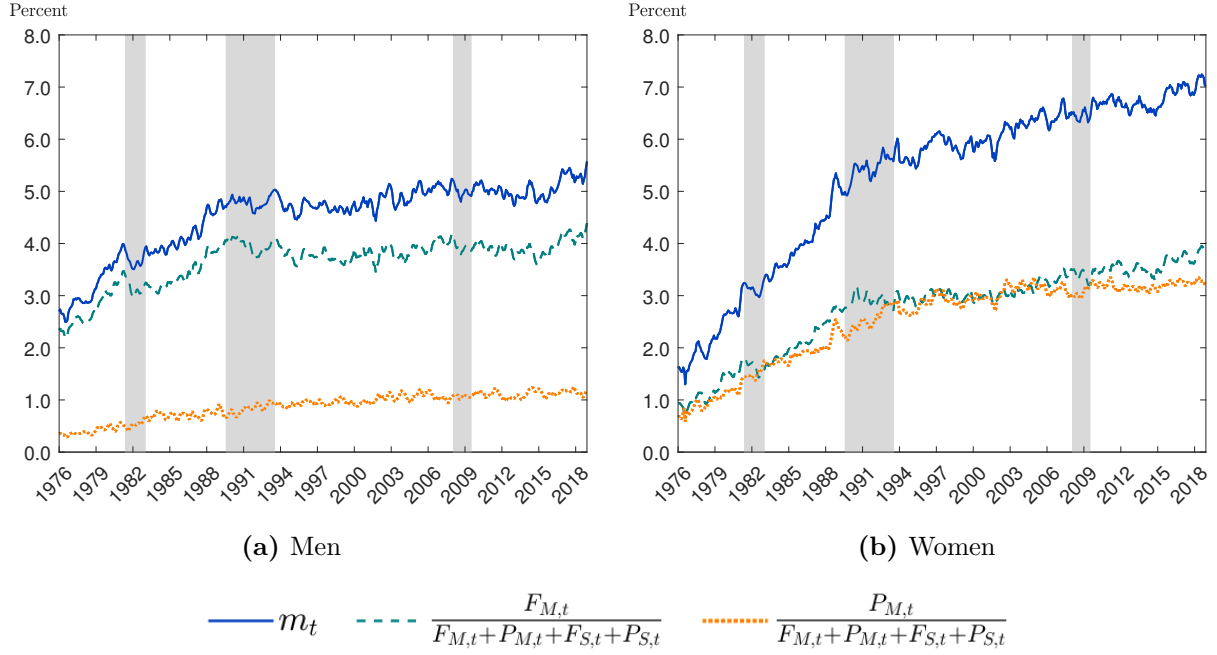 Percent
8.0
7.0
6.0
5.0
4.0
3.0
2.0
1.0
0.0
1976 1979 1982 1985 1988 1991 1994 1997 2000 2003 2006 2009 2012 2015 2018
(a) Men
Percent
8.0
7.0
6.0
5.0
4.0
3.0
2.0
1.0
0.0
1976 1979 1982 1985 1988 1991 1994 1997 2000 2003 2006 2009 2012 2015 2018
(b) Women
m_t
F_{M,t}
F_{M,t}+P_{M,t}+F_{S,t}+P_{S,t}
P_{M,t}
F_{M,t}+P_{M,t}+F_{S,t}+P_{S,t}